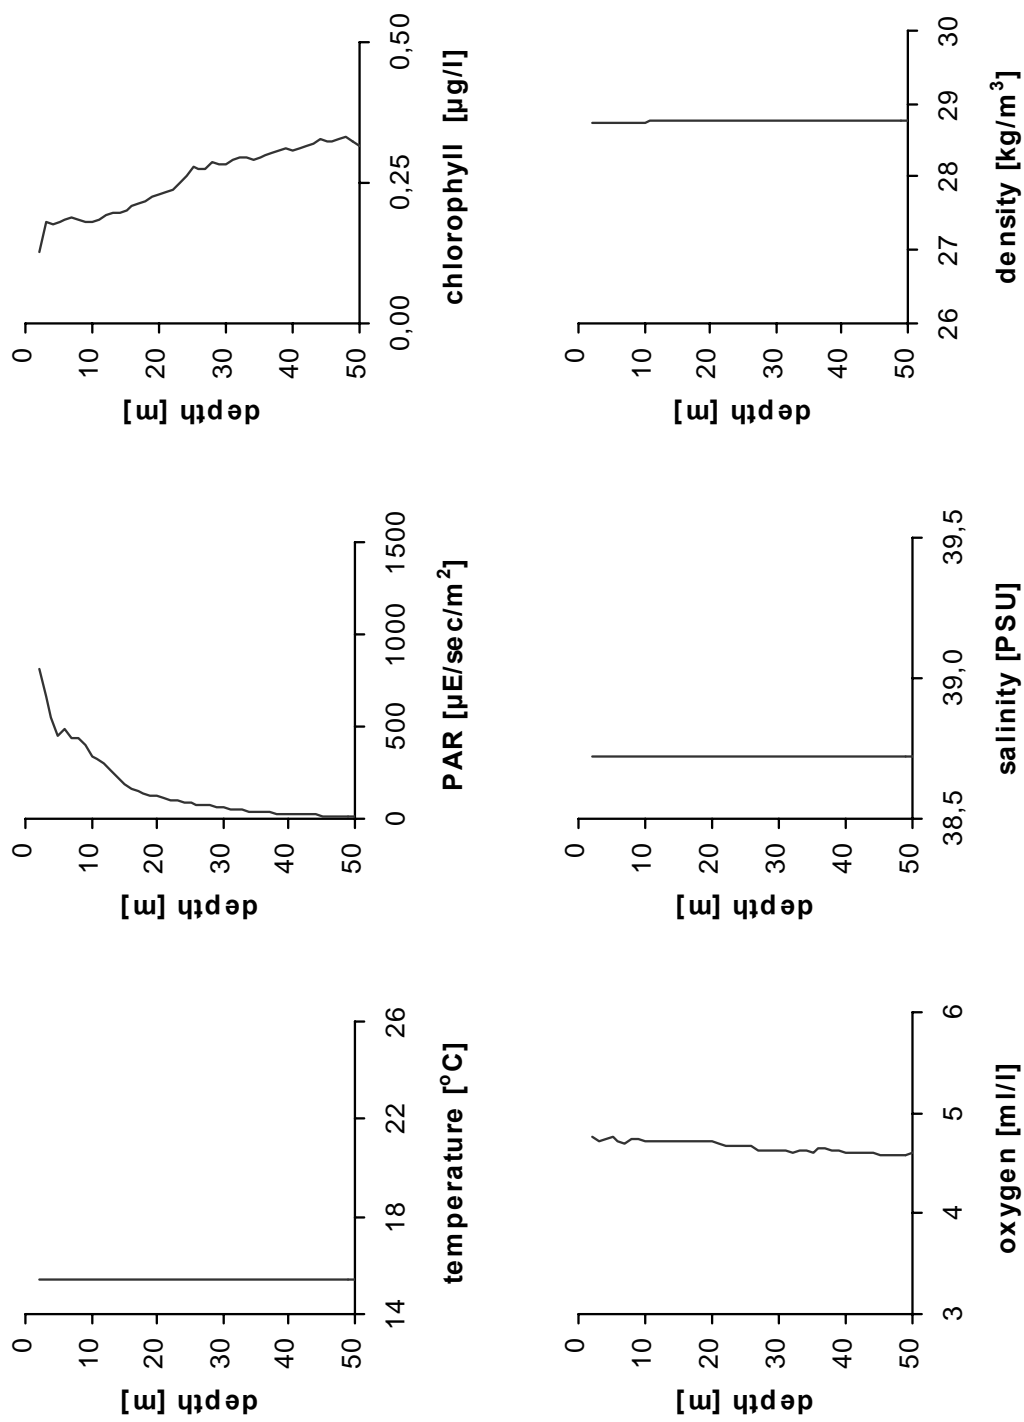 0
10
20
30
40
50
depth [m]
14 18 22 26
temperature [°C]
0
10
20
30
40
50
depth [m]
0 500 1000 1500
PAR [µE/sec/m²]
0
10
20
30
40
50
depth [m]
0,00 0,25 0,50
chlorophyll [µg/l]
0
10
20
30
40
50
depth [m]
3 4 5 6
oxygen [ml/l]
0
10
20
30
40
50
depth [m]
38,5 39,0 39,5
salinity [PSU]
0
10
20
30
40
50
depth [m]
26 27 28 29 30
density [kg/m³]